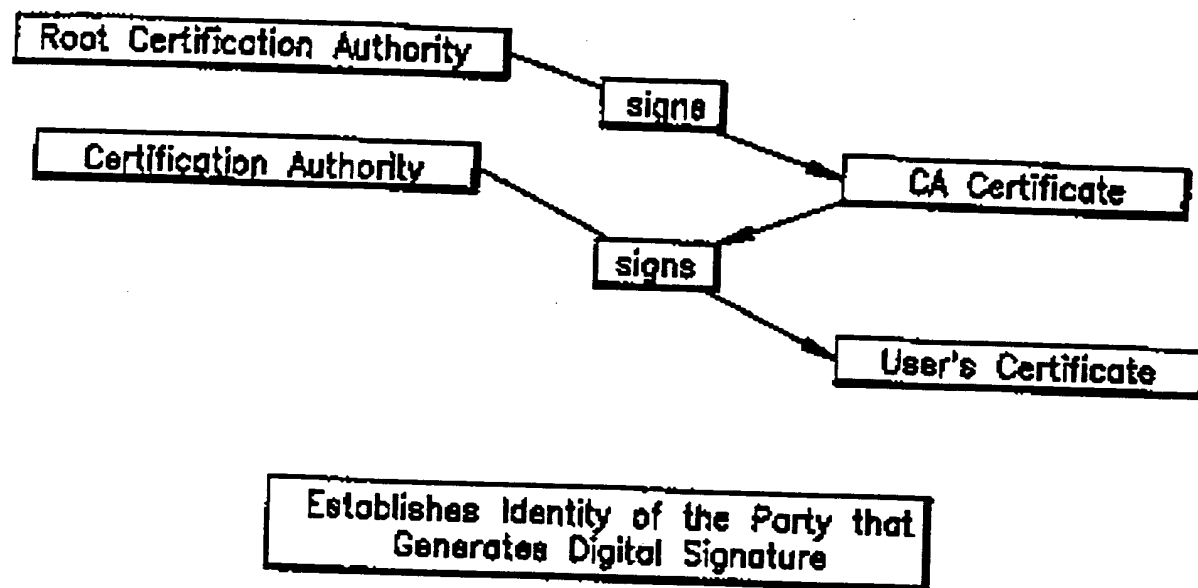 Root Certification Authority
signs
Certification Authority
CA Certificate
signs
User's Certificate
Establishes Identity of the Party that
Generates Digital Signature